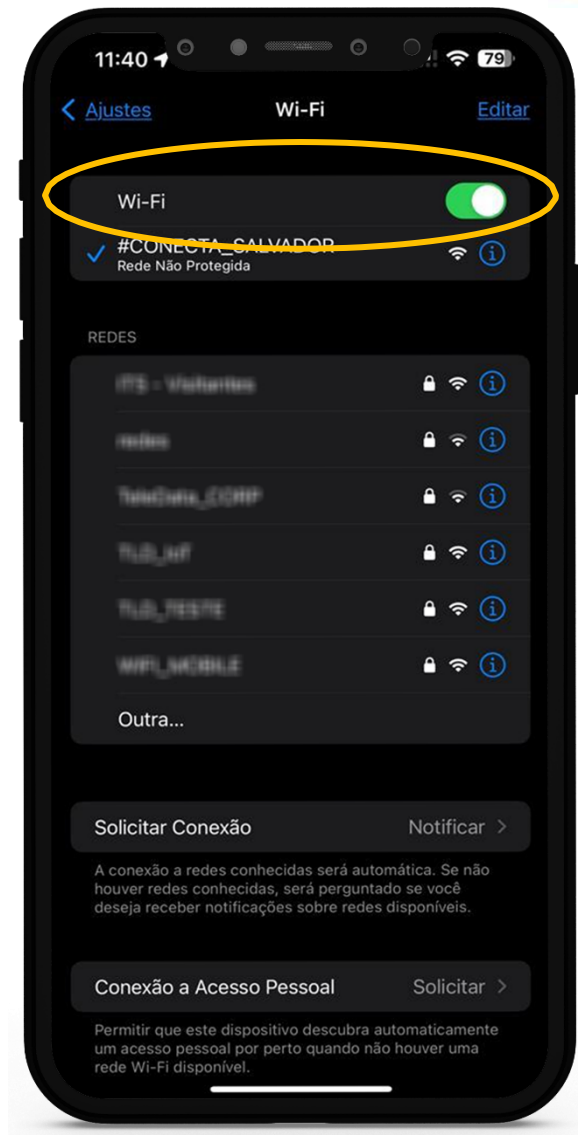 11:40
79
Ajustes
Wi-Fi
Editar
Wi-Fi
#CONECTA_SALVADOR
Rede Não Protegida
REDES
Outra...
Solicitar Conexão
Notificar
A conexão a redes conhecidas será automática. Se não
houver redes conhecidas, será perguntado se você
deseja receber notificações sobre redes disponíveis.
Conexão a Acesso Pessoal
Solicitar
Permitir que este dispositivo descubra automaticamente
um acesso pessoal por perto quando não houver uma
rede Wi-Fi disponível.